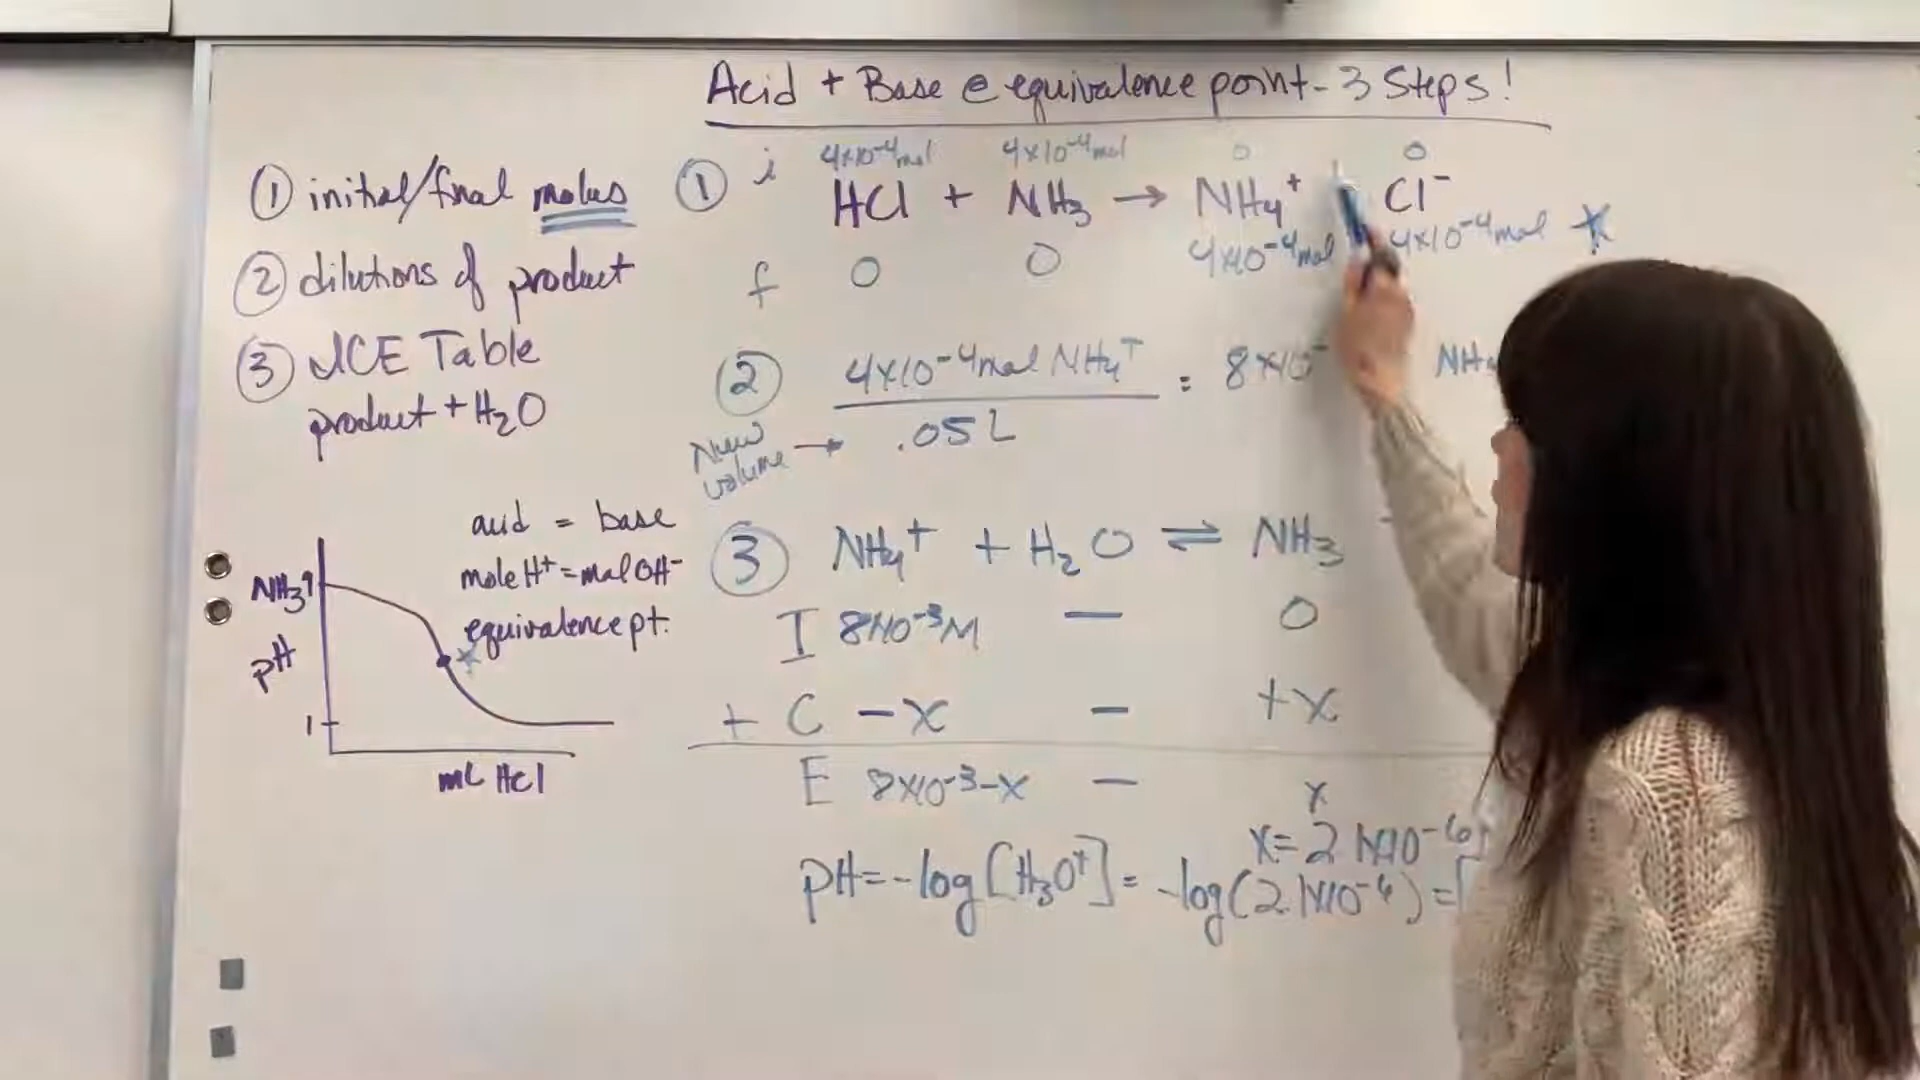 Acid + Base @ equivalence point - 3 Steps!
① initial/final moles
② dilutions of product
③ ICE Table
product + H₂O
① i 4x10⁻⁴mol 4x10⁻⁴mol 0 0
HCl + NH₃ → NH₄⁺ Cl⁻
f 0 0 4x10⁻⁴mol 4x10⁻⁴mol *
② 4x10⁻⁴mol NH₄⁺ = 8x10⁻ NH₄
New volume → .05 L
③ NH₄⁺ + H₂O ⇌ NH₃
I 8x10⁻³M — 0
+ C -x — +x
E 8x10⁻³-x — x
x= 2.1x10⁻⁶
pH=-log[H₃O⁺]= -log(2.1x10⁻⁶)=
acid = base
mole H⁺=mol OH⁻
equivalence pt.
NH₃
pH
1
mL HCl